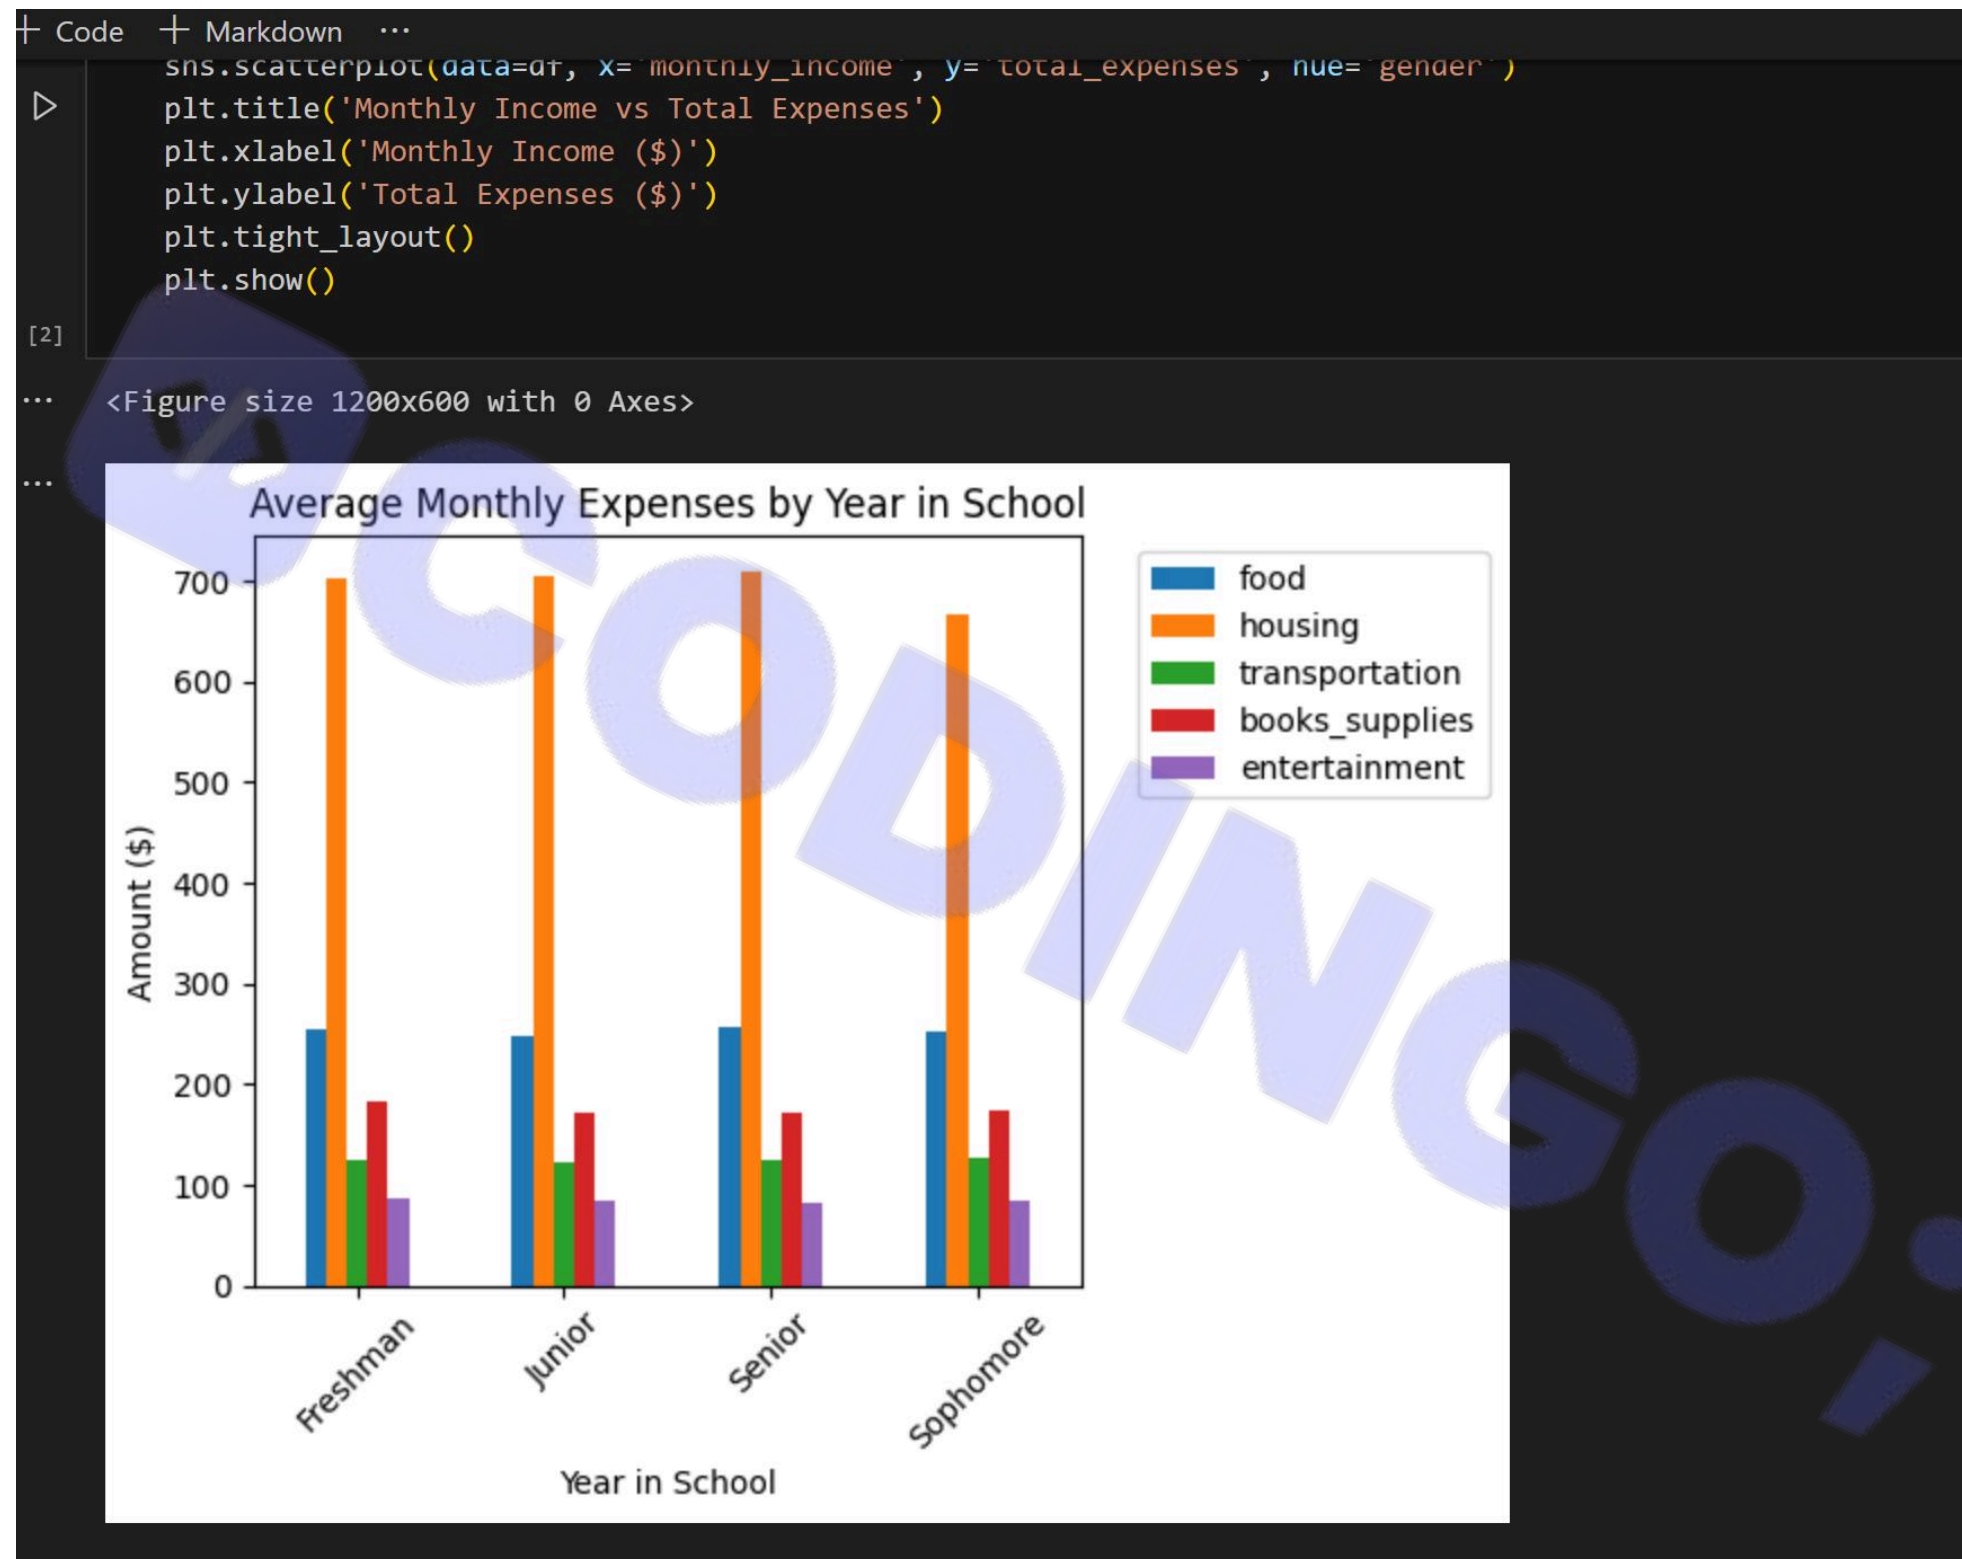 + Code + Markdown ...
sns.scatterplot(data=df, x='monthly_income', y='total_expenses', hue='gender')
plt.title('Monthly Income vs Total Expenses')
plt.xlabel('Monthly Income ($)')
plt.ylabel('Total Expenses ($)')
plt.tight_layout()
plt.show()
[2]
... <Figure size 1200x600 with 0 Axes>
...
Average Monthly Expenses by Year in School
700
600
500
400
300
200
100
0
Amount ($)
food
housing
transportation
books_supplies
entertainment
Freshman
Junior
Senior
Sophomore
Year in School
CODINGO;